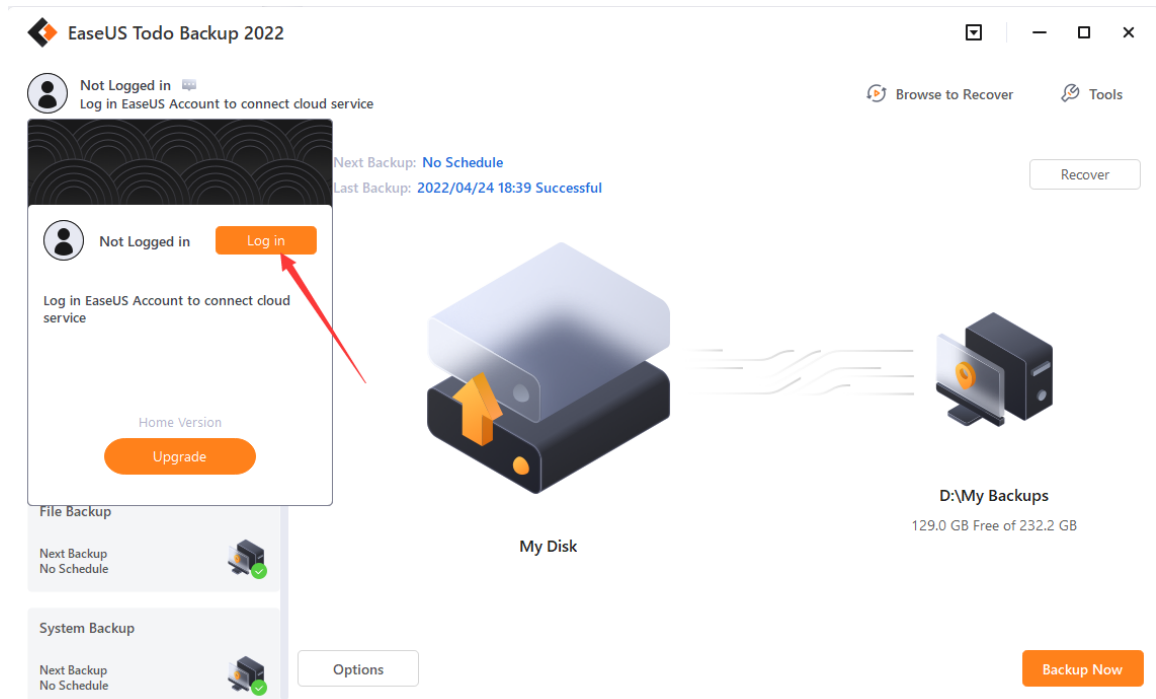 EaseUS Todo Backup 2022
Not Logged in
Log in EaseUS Account to connect cloud service
Browse to Recover
Tools
Next Backup: No Schedule
Last Backup: 2022/04/24 18:39 Successful
Recover
Not Logged in
Log in
Log in EaseUS Account to connect cloud
service
Home Version
Upgrade
File Backup
Next Backup
No Schedule
System Backup
Next Backup
No Schedule
My Disk
D:\My Backups
129.0 GB Free of 232.2 GB
Options
Backup Now